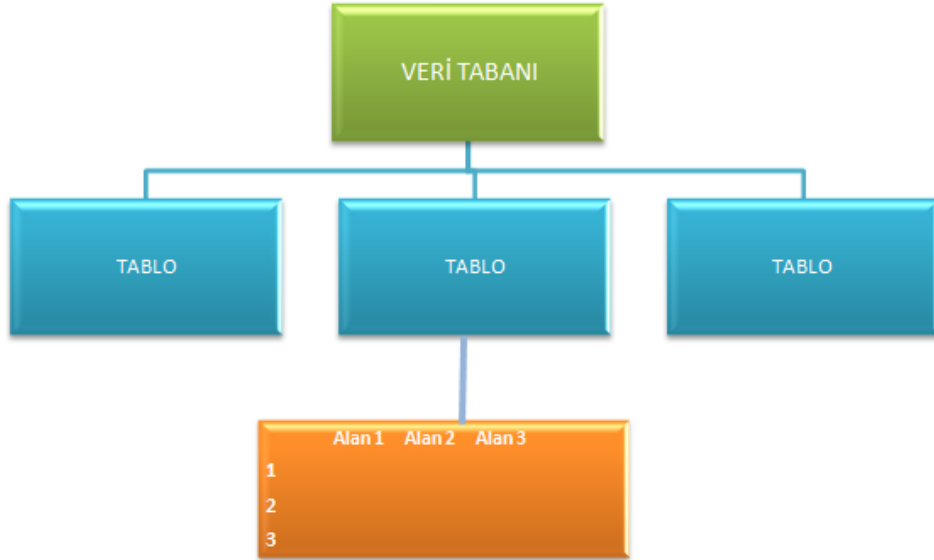 VERİ TABANI
TABLO
TABLO
TABLO
Alan 1 Alan 2 Alan 3
1
2
3